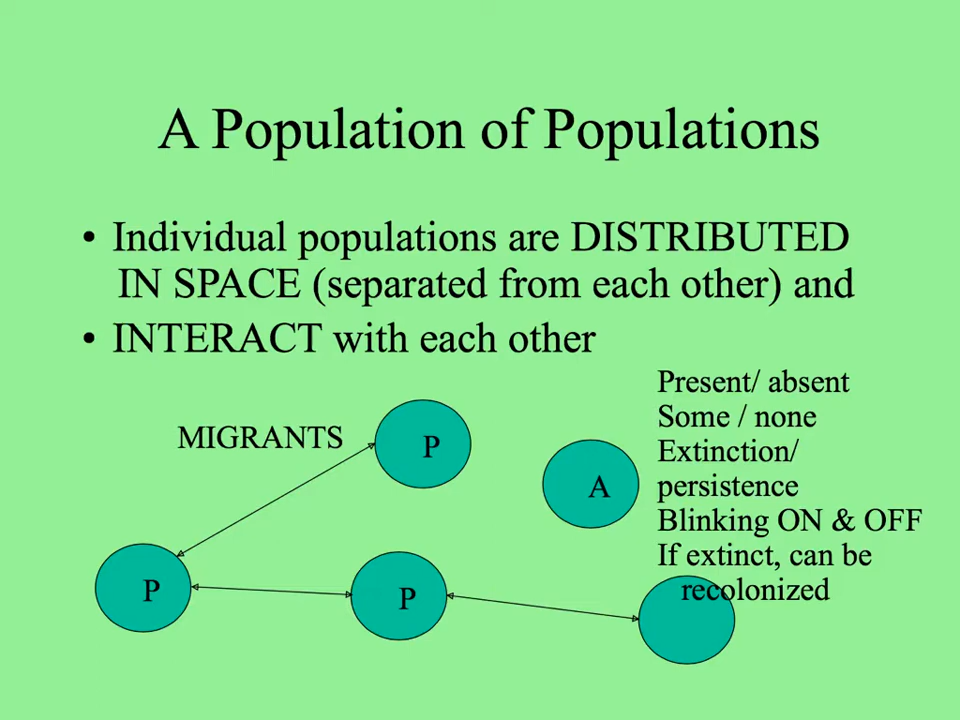 A Population of Populations
• Individual populations are DISTRIBUTED
IN SPACE (separated from each other) and
• INTERACT with each other
Present/ absent
Some / none
Extinction/
persistence
Blinking ON & OFF
If extinct, can be
recolonized
MIGRANTS
P
A
P
P